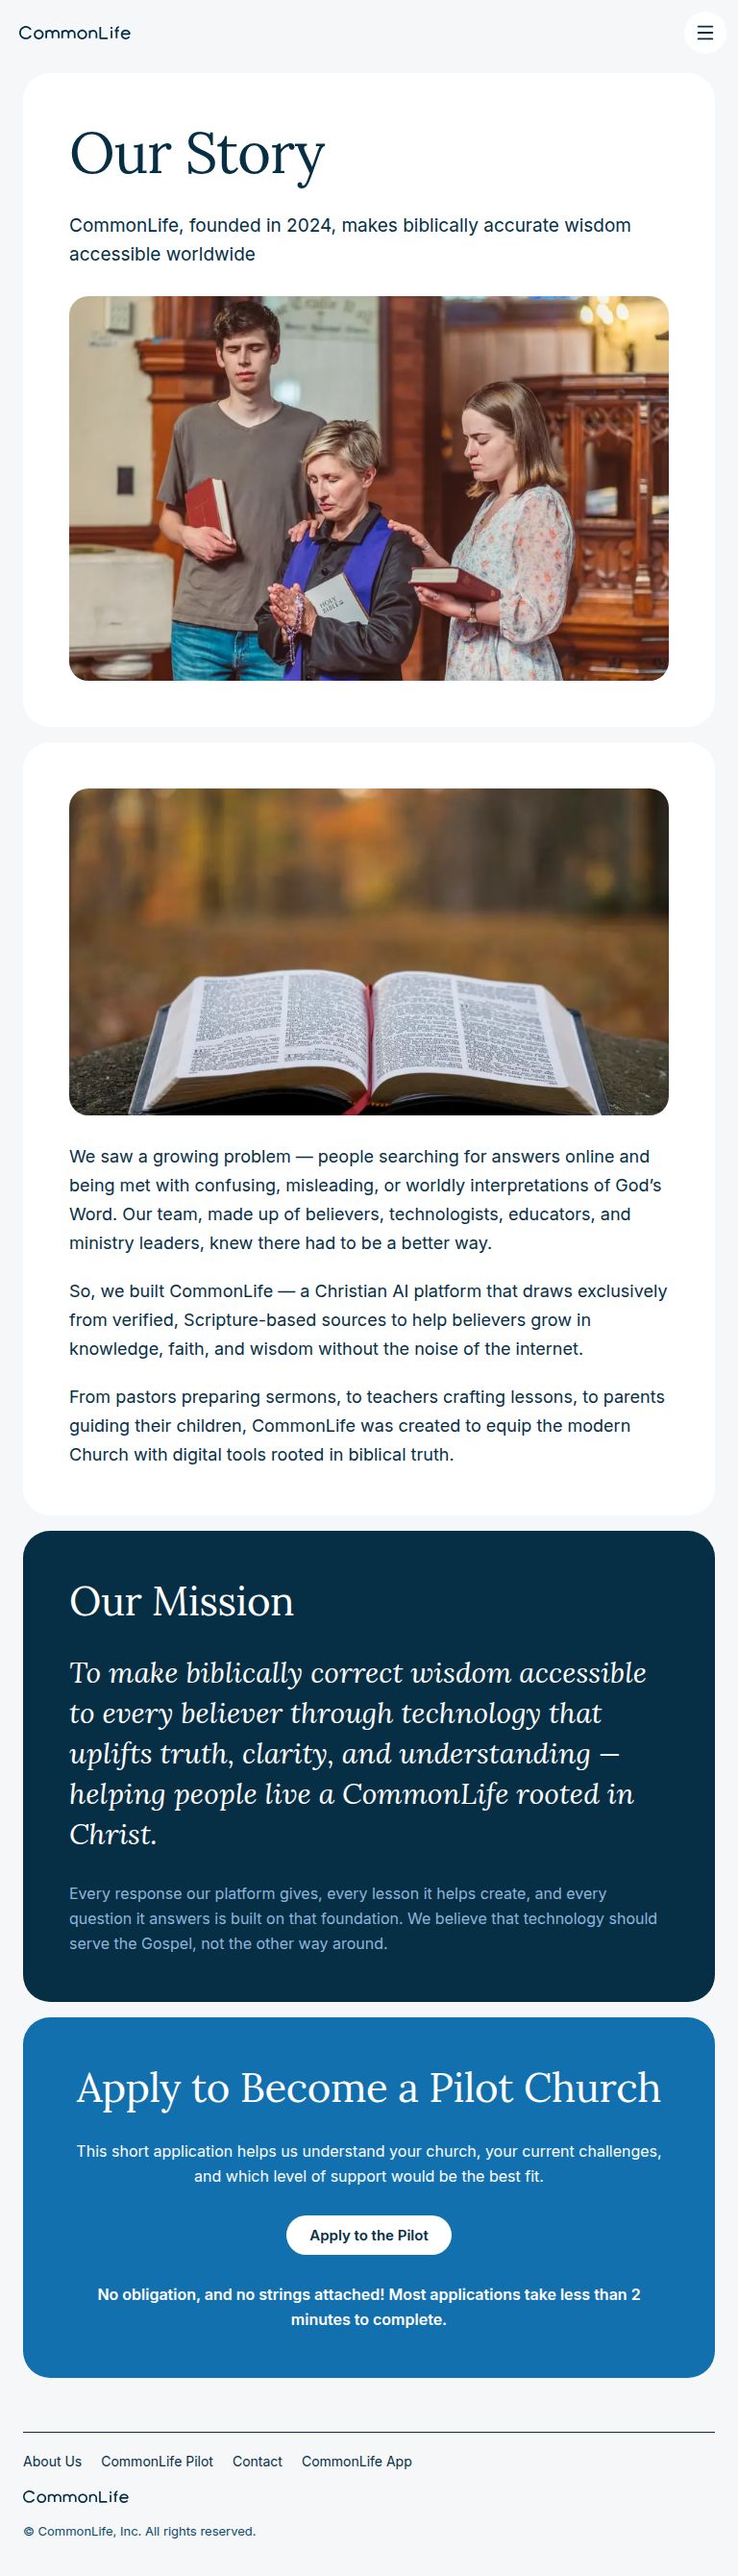 CommonLife
Our Story
CommonLife, founded in 2024, makes biblically accurate wisdom
accessible worldwide
HOLY
BIBLE
We saw a growing problem — people searching for answers online and
being met with confusing, misleading, or worldly interpretations of God’s
Word. Our team, made up of believers, technologists, educators, and
ministry leaders, knew there had to be a better way.
So, we built CommonLife — a Christian AI platform that draws exclusively
from verified, Scripture-based sources to help believers grow in
knowledge, faith, and wisdom without the noise of the internet.
From pastors preparing sermons, to teachers crafting lessons, to parents
guiding their children, CommonLife was created to equip the modern
Church with digital tools rooted in biblical truth.
Our Mission
To make biblically correct wisdom accessible
to every believer through technology that
uplifts truth, clarity, and understanding —
helping people live a CommonLife rooted in
Christ.
Every response our platform gives, every lesson it helps create, and every
question it answers is built on that foundation. We believe that technology should
serve the Gospel, not the other way around.
Apply to Become a Pilot Church
This short application helps us understand your church, your current challenges,
and which level of support would be the best fit.
Apply to the Pilot
No obligation, and no strings attached! Most applications take less than 2
minutes to complete.
About Us CommonLife Pilot Contact CommonLife App
CommonLife
© CommonLife, Inc. All rights reserved.